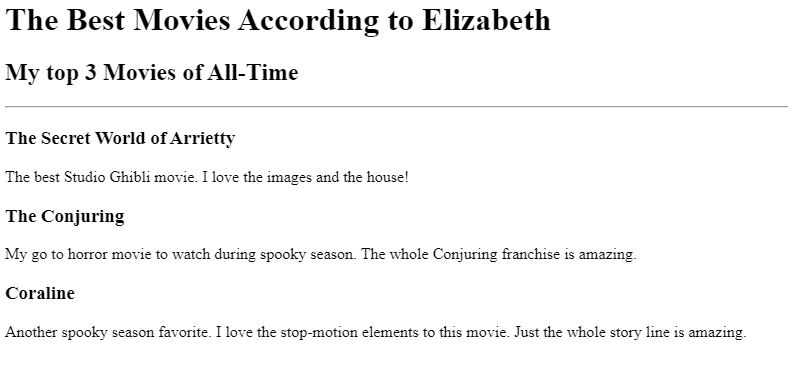 The Best Movies According to Elizabeth
My top 3 Movies of All-Time
The Secret World of Arrietty
The best Studio Ghibli movie. I love the images and the house!
The Conjuring
My go to horror movie to watch during spooky season. The whole Conjuring franchise is amazing.
Coraline
Another spooky season favorite. I love the stop-motion elements to this movie. Just the whole story line is amazing.